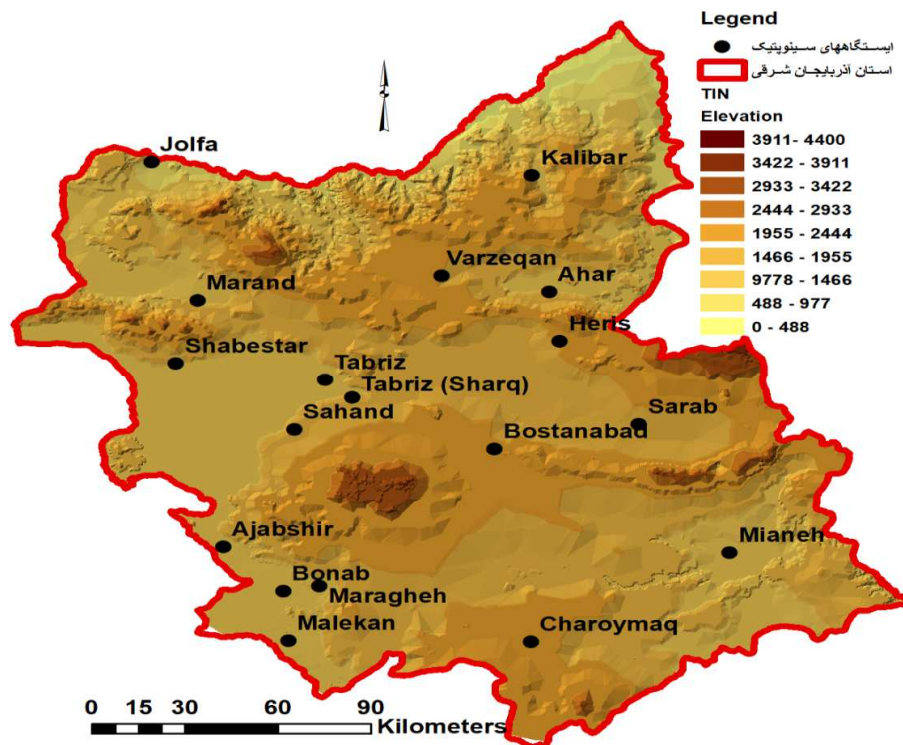 Legend
ایستگاههای سینوپتیک
استان آذربایجان شرقی
TIN
Elevation
3911- 4400
3422 - 3911
2933 - 3422
2444 - 2933
1955 - 2444
1466 - 1955
9778 - 1466
488 - 977
0 - 488
Jolfa
Kalibar
Varzeqan
Ahar
Marand
Heris
Shabestar
Tabriz
Tabriz (Sharq)
Sahand
Sarab
Bostanabad
Ajabshir
Mianeh
Bonab
Maragheh
Malekan
Charoymaq
0 15 30 60 90
Kilometers